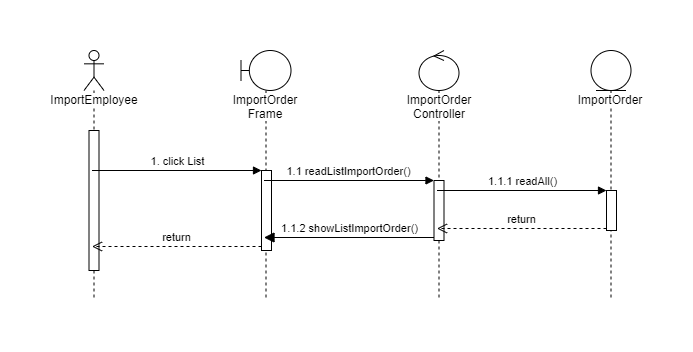 ImportEmployee
ImportOrder
Frame
ImportOrder
Controller
ImportOrder
1. click List
1.1 readListImportOrder()
1.1.1 readAll()
return
1.1.2 showListImportOrder()
return